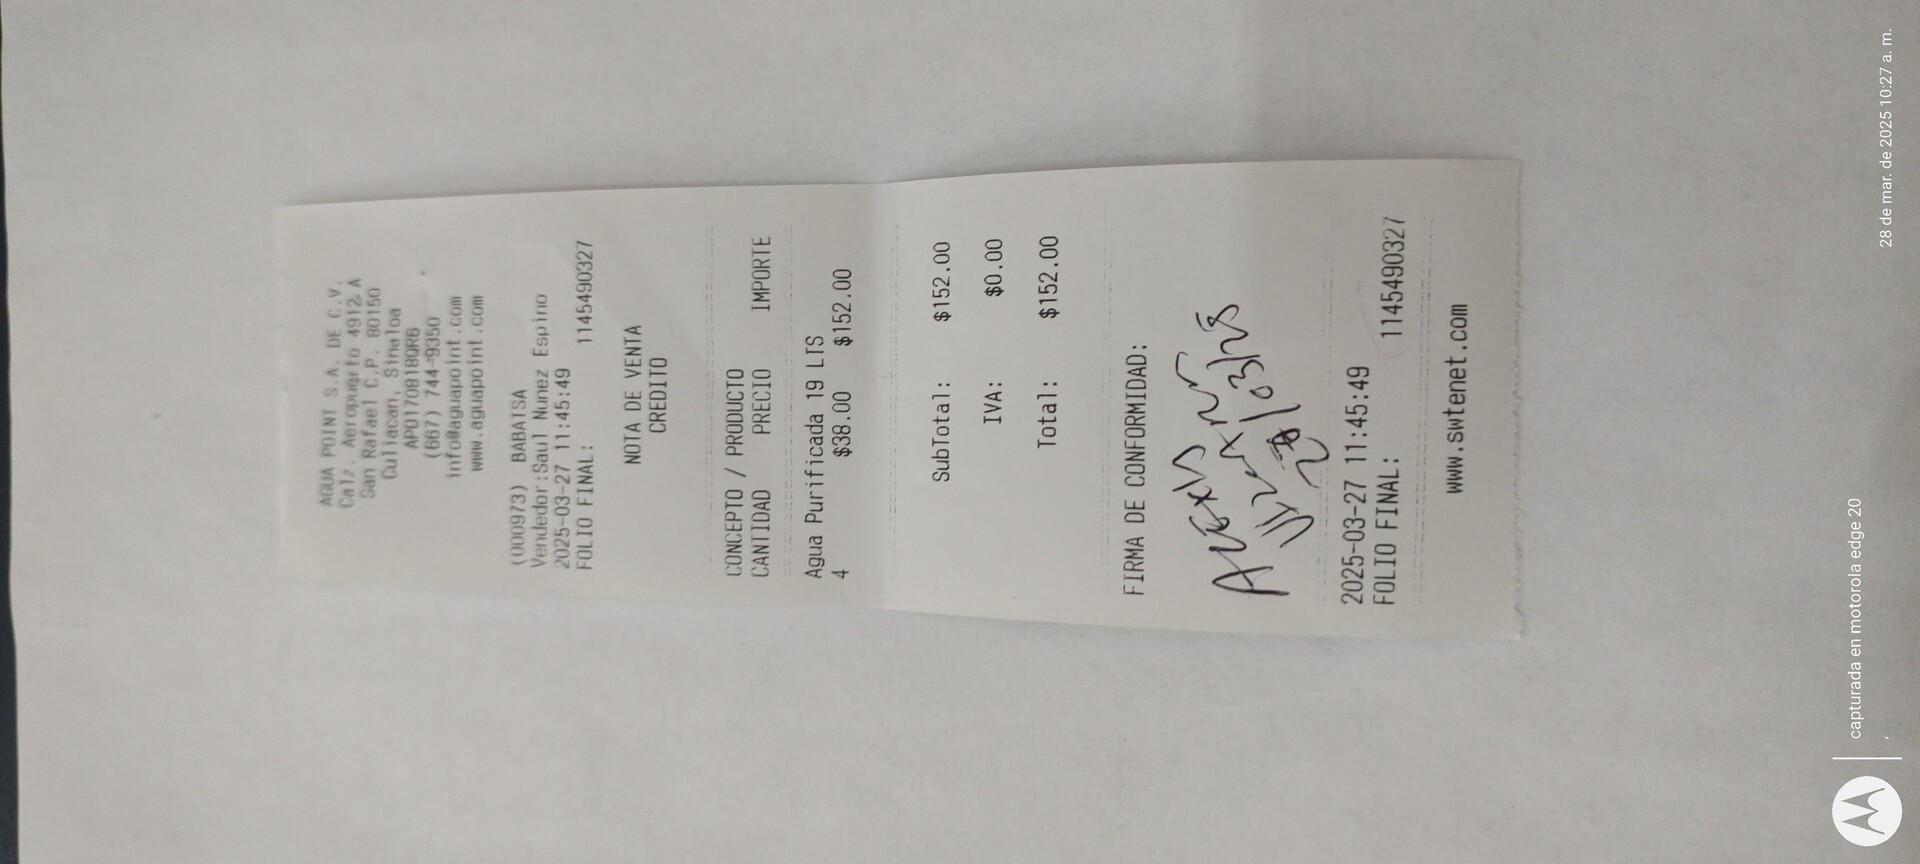 AGUA POINT S.A. DE C.V.
Calz. Aeropuerto 4912 A
San Rafael C.P. 80150
Culiacan, Sinaloa
APO170818QR6
(667) 744-9350
info@aguapoint.com
www.aguapoint.com
(000973) BABATSA
Vendedor:Saul Nunez Espino
2025-03-27 11:45:49
FOLIO FINAL: 1145490327
NOTA DE VENTA
CREDITO
CONCEPTO / PRODUCTO
CANTIDAD PRECIO IMPORTE
Agua Purificada 19 LTS
4 $38.00 $152.00
SubTotal: $152.00
IVA: $0.00
Total: $152.00
FIRMA DE CONFORMIDAD:
Alexis
/03/25
2025-03-27 11:45:49
FOLIO FINAL: 1145490327
www.swtenet.com
capturada en motorola edge 20
28 de mar. de 2025 10:27 a. m.